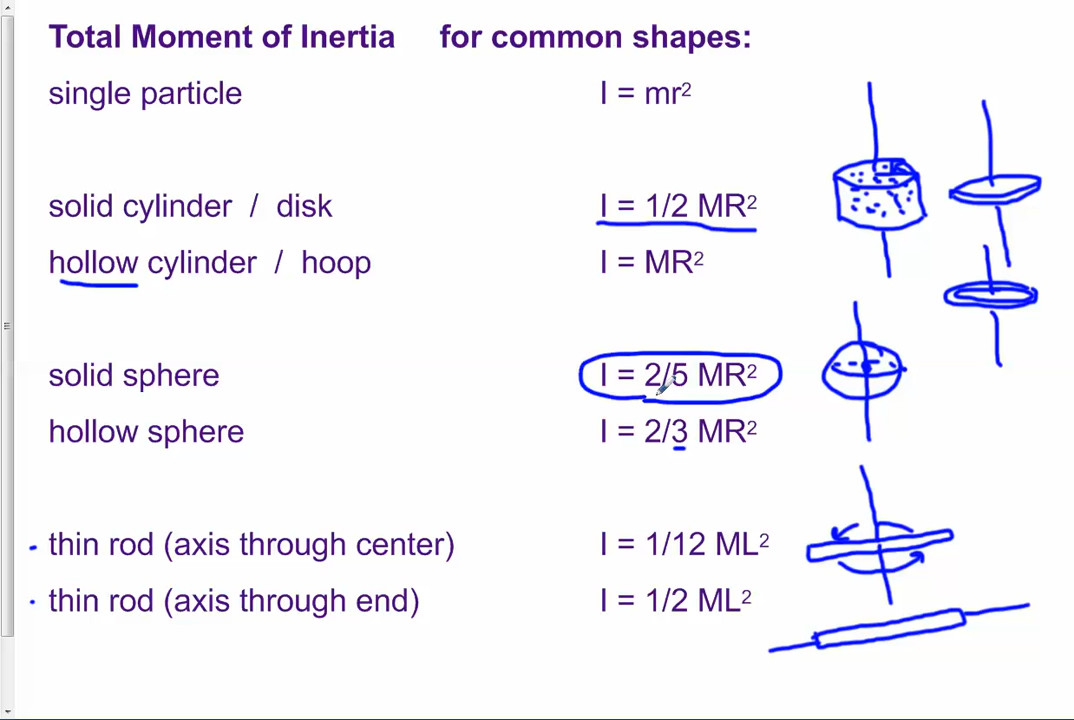 Total Moment of Inertia for common shapes:
single particle I = mr²
solid cylinder / disk I = 1/2 MR²
hollow cylinder / hoop I = MR²
solid sphere I = 2/5 MR²
hollow sphere I = 2/3 MR²
thin rod (axis through center) I = 1/12 ML²
thin rod (axis through end) I = 1/2 ML²